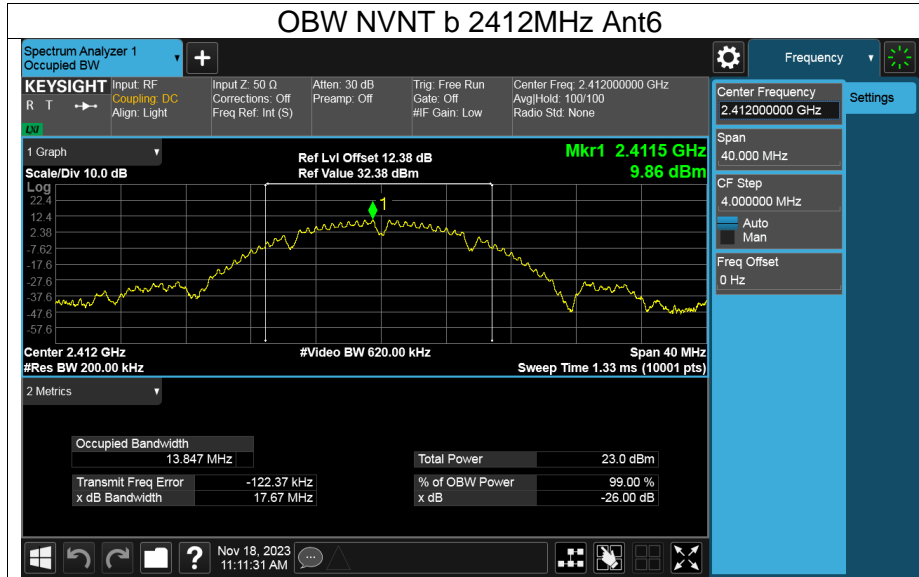 OBW NVNT b 2412MHz Ant6
Spectrum Analyzer 1
Occupied BW
+
Frequency
KEYSIGHT
R T
LXI
Input: RF
Coupling: DC
Align: Light
Input Z: 50 Ω
Corrections: Off
Freq Ref: Int (S)
Atten: 30 dB
Preamp: Off
Trig: Free Run
Gate: Off
#IF Gain: Low
Center Freq: 2.412000000 GHz
Avg|Hold: 100/100
Radio Std: None
Center Frequency
2.412000000 GHz
Settings
Span
40.000 MHz
CF Step
4.000000 MHz
Auto
Man
Freq Offset
0 Hz
1 Graph
Scale/Div 10.0 dB
Ref Lvl Offset 12.38 dB
Ref Value 32.38 dBm
Mkr1 2.4115 GHz
9.86 dBm
Log
22.4
12.4
2.38
-7.62
-17.6
-27.6
-37.6
-47.6
-57.6
1
Center 2.412 GHz
#Res BW 200.00 kHz
#Video BW 620.00 kHz
Span 40 MHz
Sweep Time 1.33 ms (10001 pts)
2 Metrics
Occupied Bandwidth
13.847 MHz
Total Power 23.0 dBm
Transmit Freq Error -122.37 kHz
% of OBW Power 99.00 %
x dB Bandwidth 17.67 MHz
x dB -26.00 dB
?
Nov 18, 2023
11:11:31 AM